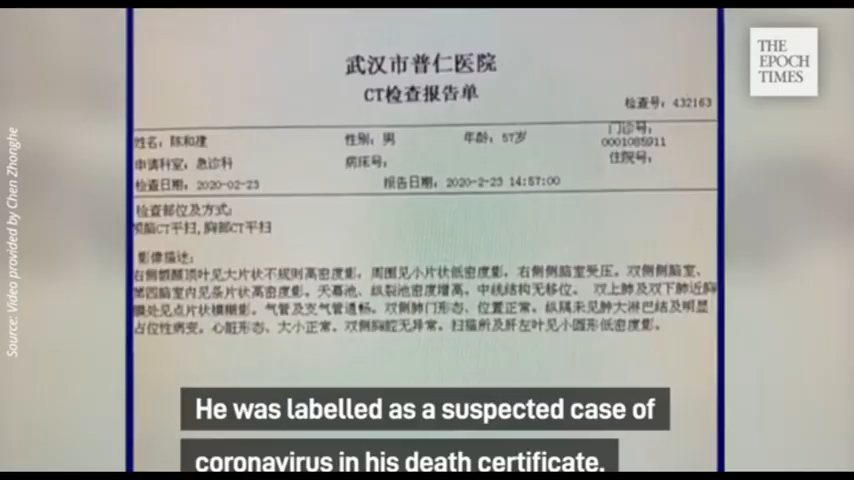 武汉市普仁医院
CT检查报告单
检查号：432163
姓名：陈和建 性别：男 年龄：57岁 门诊号：0001085911
申请科室：急诊科 病床号： 住院号：
检查日期：2020-02-23 报告日期：2020-2-23 14:57:00
检查部位及方式：
颅脑CT平扫,胸部CT平扫
影像描述：
右侧额颞顶叶见大片状不规则高密度影，周围见小片状低密度影，右侧侧脑室受压。双侧侧脑室、
第四脑室内见条片状高密度影。天幕池、纵裂池密度增高，中线结构无移位。 双上肺及双下肺近胸
膜处见点片状模糊影。气管及支气管通畅。双侧肺门形态、位置正常。纵隔未见肿大淋巴结及明显
占位性病变。心脏形态、大小正常。双侧胸腔无异常。扫描所及肝左叶见小圆形低密度影。
THE
EPOCH
TIMES
Source: Video provided by Chen Zhonghe
He was labelled as a suspected case of
coronavirus in his death certificate.